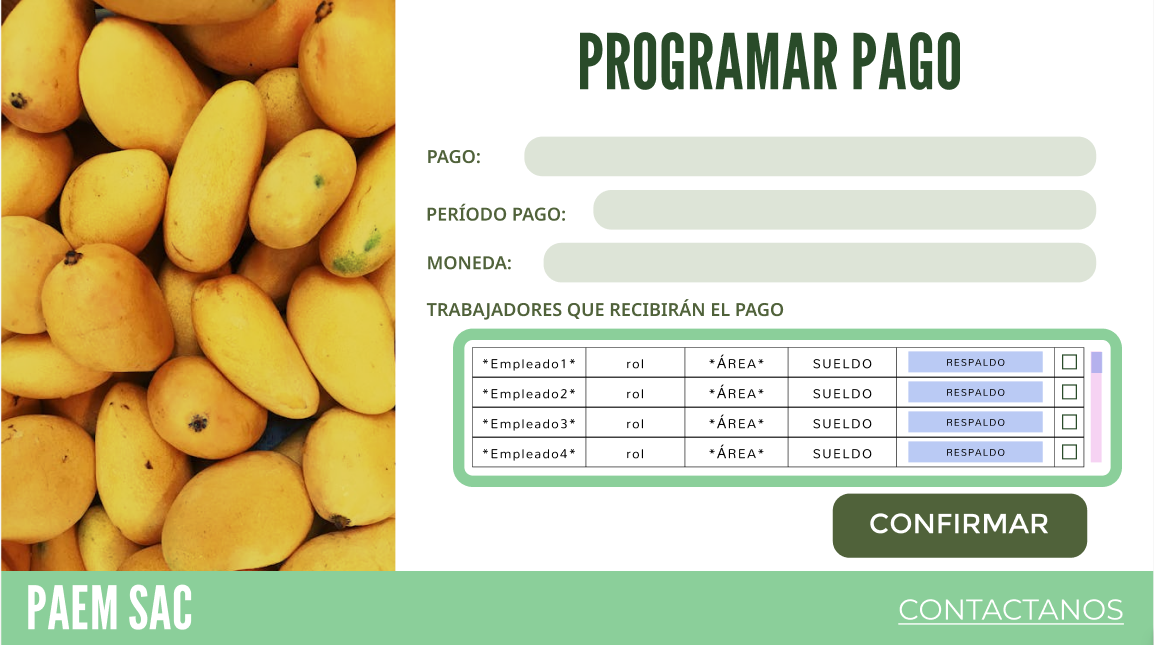 PROGRAMAR PAGO
PAGO:
PERÍODO PAGO:
MONEDA:
TRABAJADORES QUE RECIBIRÁN EL PAGO
*Empleado1* rol *ÁREA* SUELDO RESPALDO
*Empleado2* rol *ÁREA* SUELDO RESPALDO
*Empleado3* rol *ÁREA* SUELDO RESPALDO
*Empleado4* rol *ÁREA* SUELDO RESPALDO
CONFIRMAR
PAEM SAC CONTACTANOS